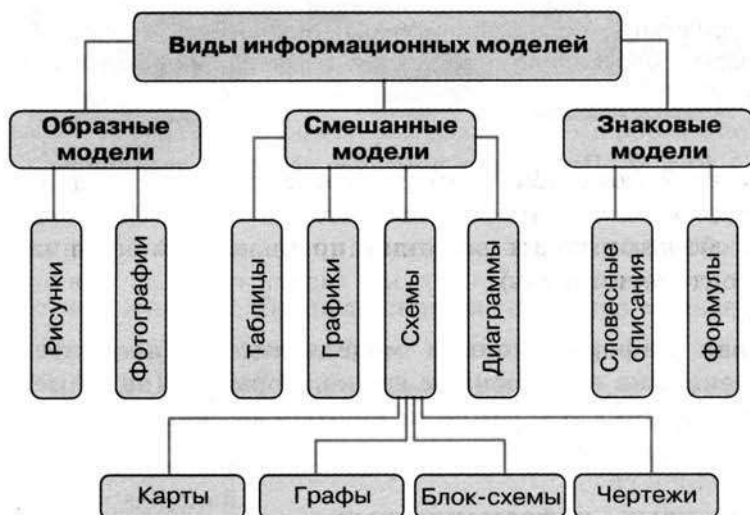 Виды информационных моделей
Образные
модели
Смешанные
модели
Знаковые
модели
Рисунки
Фотографии
Таблицы
Графики
Схемы
Диаграммы
Словесные
описания
Формулы
Карты
Графы
Блок-схемы
Чертежи